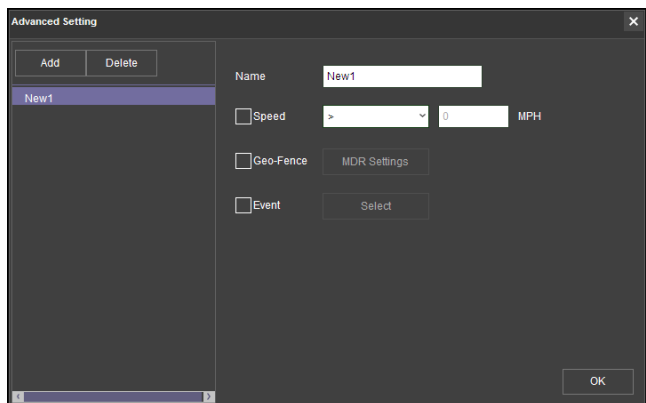 Advanced Setting
Add Delete
New1
Name New1
Speed > 0 MPH
Geo-Fence MDR Settings
Event Select
OK